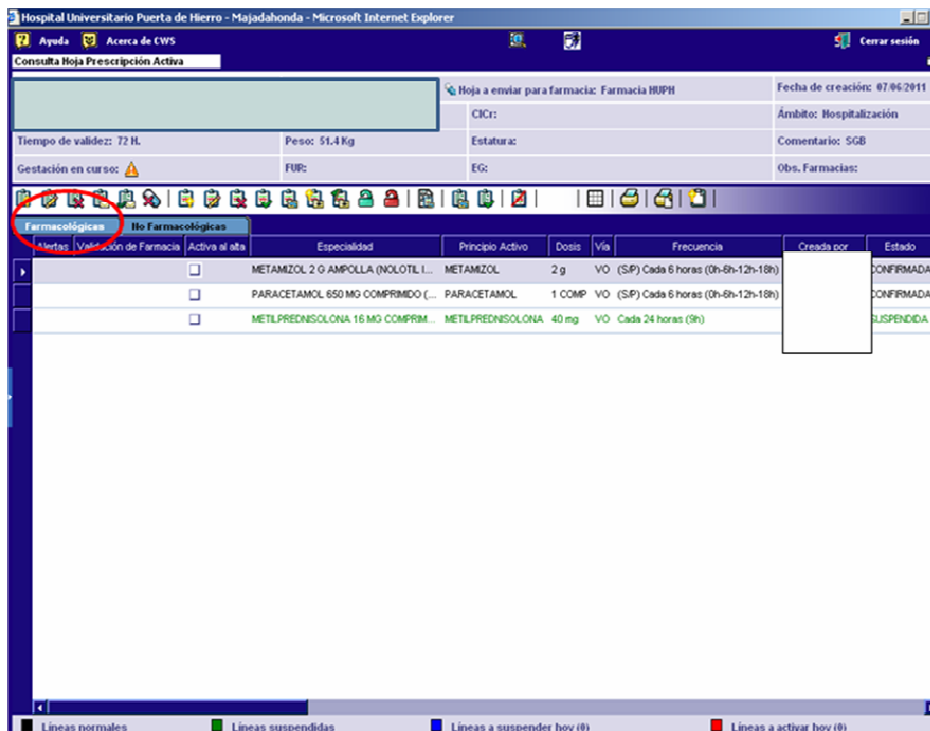 Hospital Universitario Puerta de Hierro - Majadahonda - Microsoft Internet Explorer
Ayuda Acerca de CWS Cerrar sesión
Consulta Hoja Prescripción Activa
Hoja a enviar para farmacia: Farmacia HUPH Fecha de creación: 07/06/2011
CICr: Ámbito: Hospitalización
Tiempo de validez: 72 H. Peso: 51.4 Kg Estatura: Comentario: SGB
Gestación en curso: FUR: EG: Obs. Farmacias:
Farmacológicas No Farmacológicas
Alertas Validación de Farmacia Activa al alta Especialidad Principio Activo Dosis Vía Frecuencia Creada por Estado
METAMIZOL 2 G AMPOLLA (NOLOTIL I... METAMIZOL 2 g VO (S/P) Cada 6 horas (0h-6h-12h-18h) CONFIRMADA
PARACETAMOL 650 MG COMPRIMIDO (... PARACETAMOL 1 COMP VO (S/P) Cada 6 horas (0h-6h-12h-18h) CONFIRMADA
METILPREDNISOLONA 16 MG COMPRIM... METILPREDNISOLONA 40 mg VO Cada 24 horas (9h) SUSPENDIDA
Líneas normales Líneas suspendidas Líneas a suspender hoy (0) Líneas a activar hoy (0)